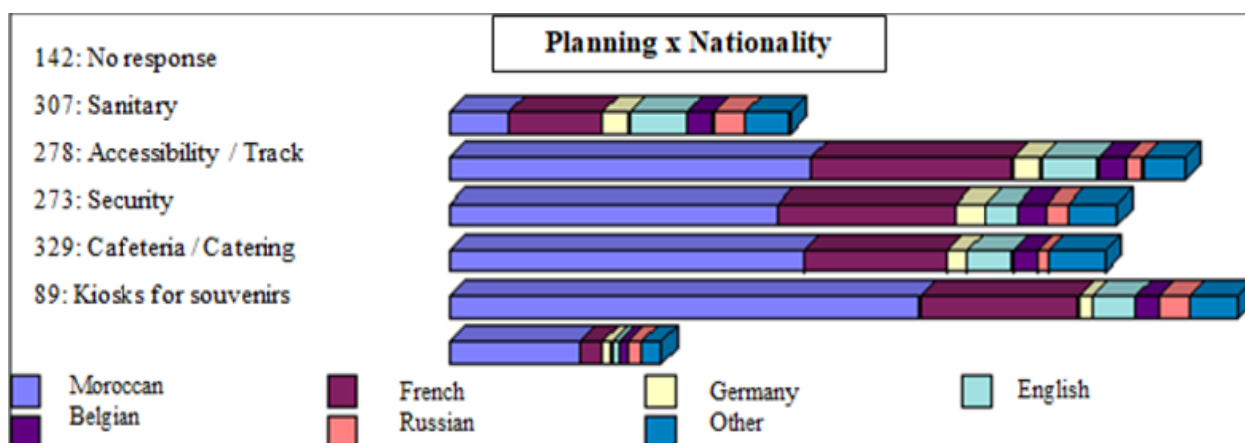 Planning x Nationality
142: No response
307: Sanitary
278: Accessibility / Track
273: Security
329: Cafeteria / Catering
89: Kiosks for souvenirs
Moroccan
French
Germany
English
Belgian
Russian
Other